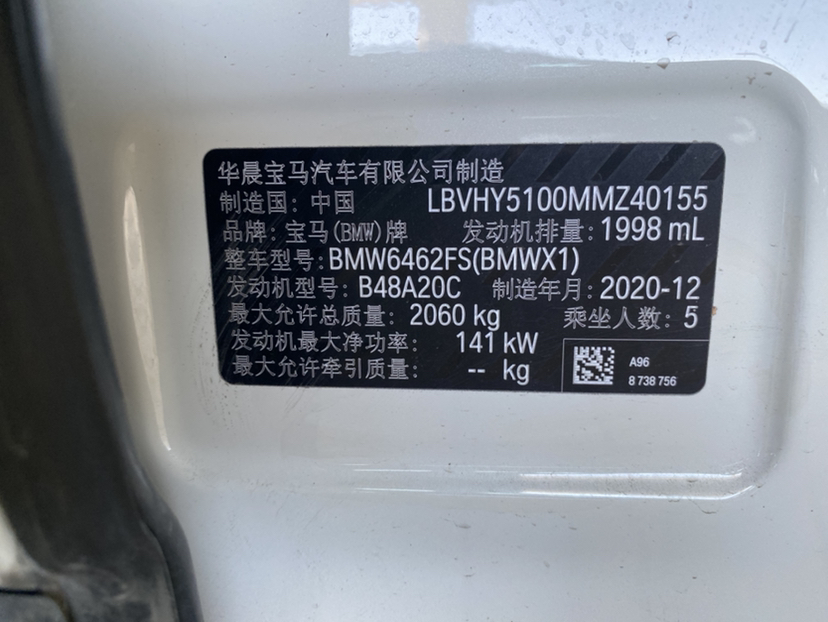 华晨宝马汽车有限公司制造
制造国: 中国 LBVHY5100MMZ40155
品牌: 宝马(BMW)牌 发动机排量: 1998 mL
整车型号: BMW6462FS(BMWX1)
发动机型号: B48A20C 制造年月: 2020-12
最大允许总质量: 2060 kg 乘坐人数: 5
发动机最大净功率: 141 kW
最大允许牵引质量: -- kg
A96
8 738 756